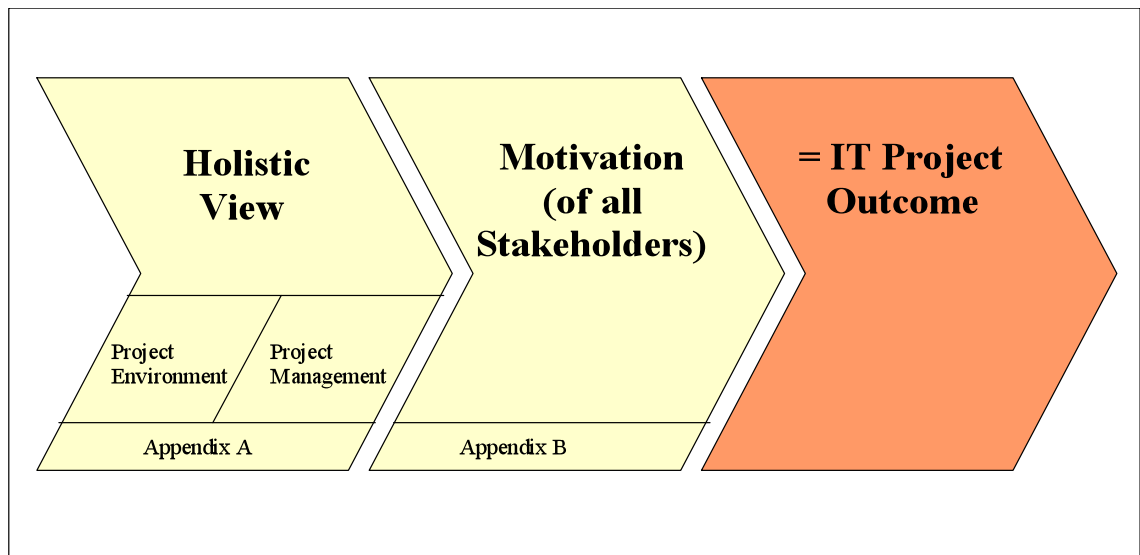 Holistic
View
Project
Environment
Project
Management
Appendix A
Motivation
(of all
Stakeholders)
Appendix B
= IT Project
Outcome